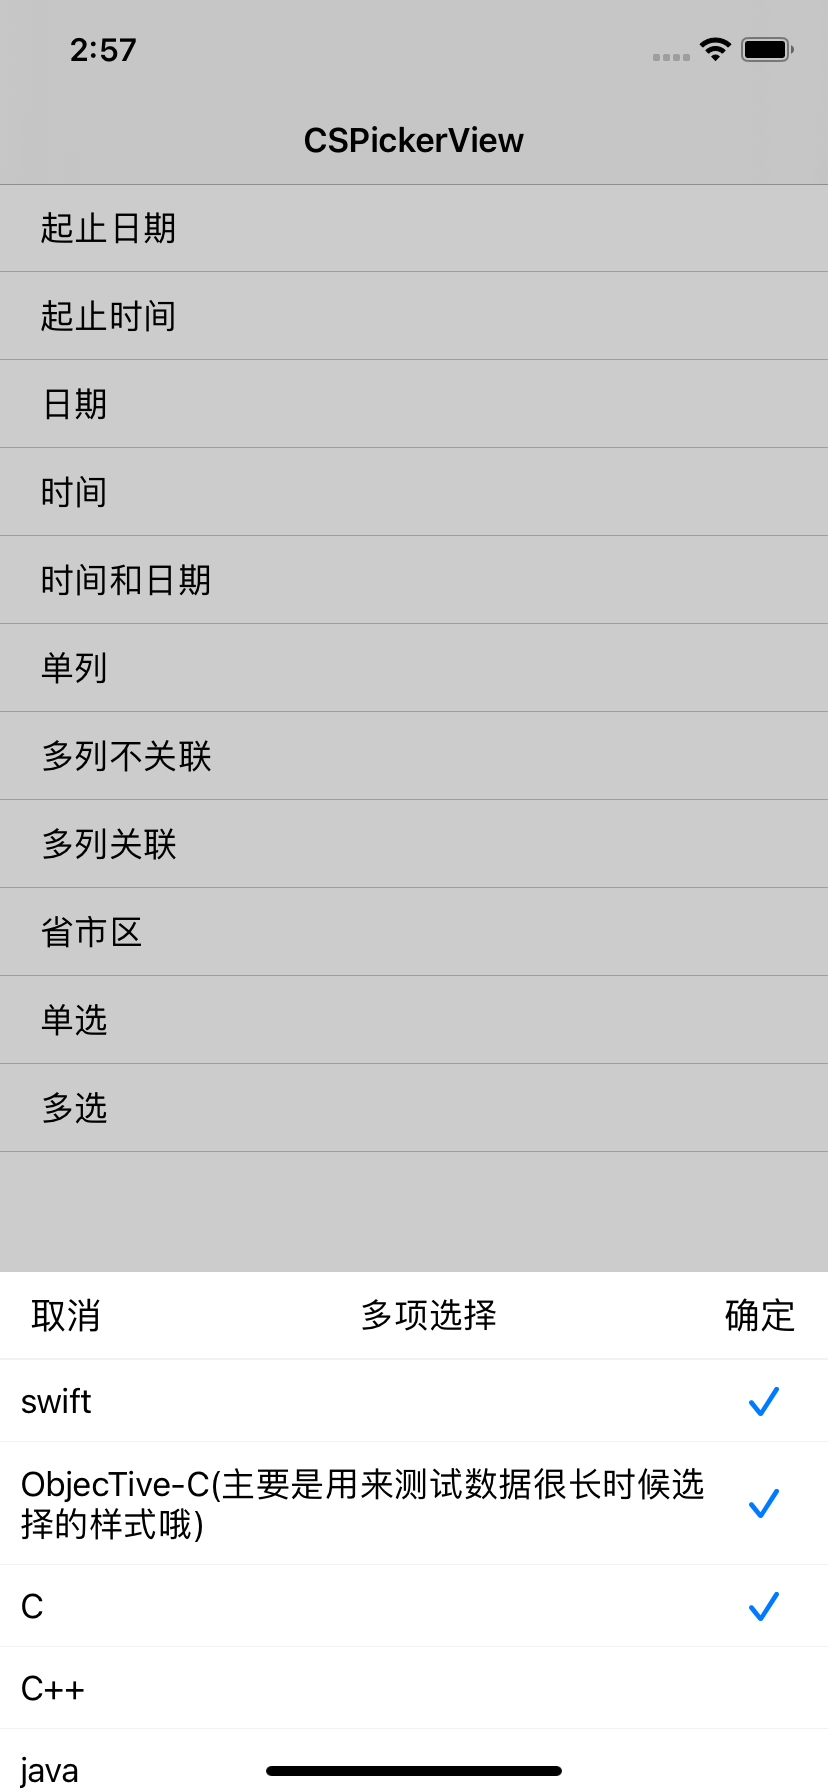 2:57
CSPickerView
起止日期
起止时间
日期
时间
时间和日期
单列
多列不关联
多列关联
省市区
单选
多选
取消 多项选择 确定
swift
ObjecTive-C(主要是用来测试数据很长时候选
择的样式哦)
C
C++
java